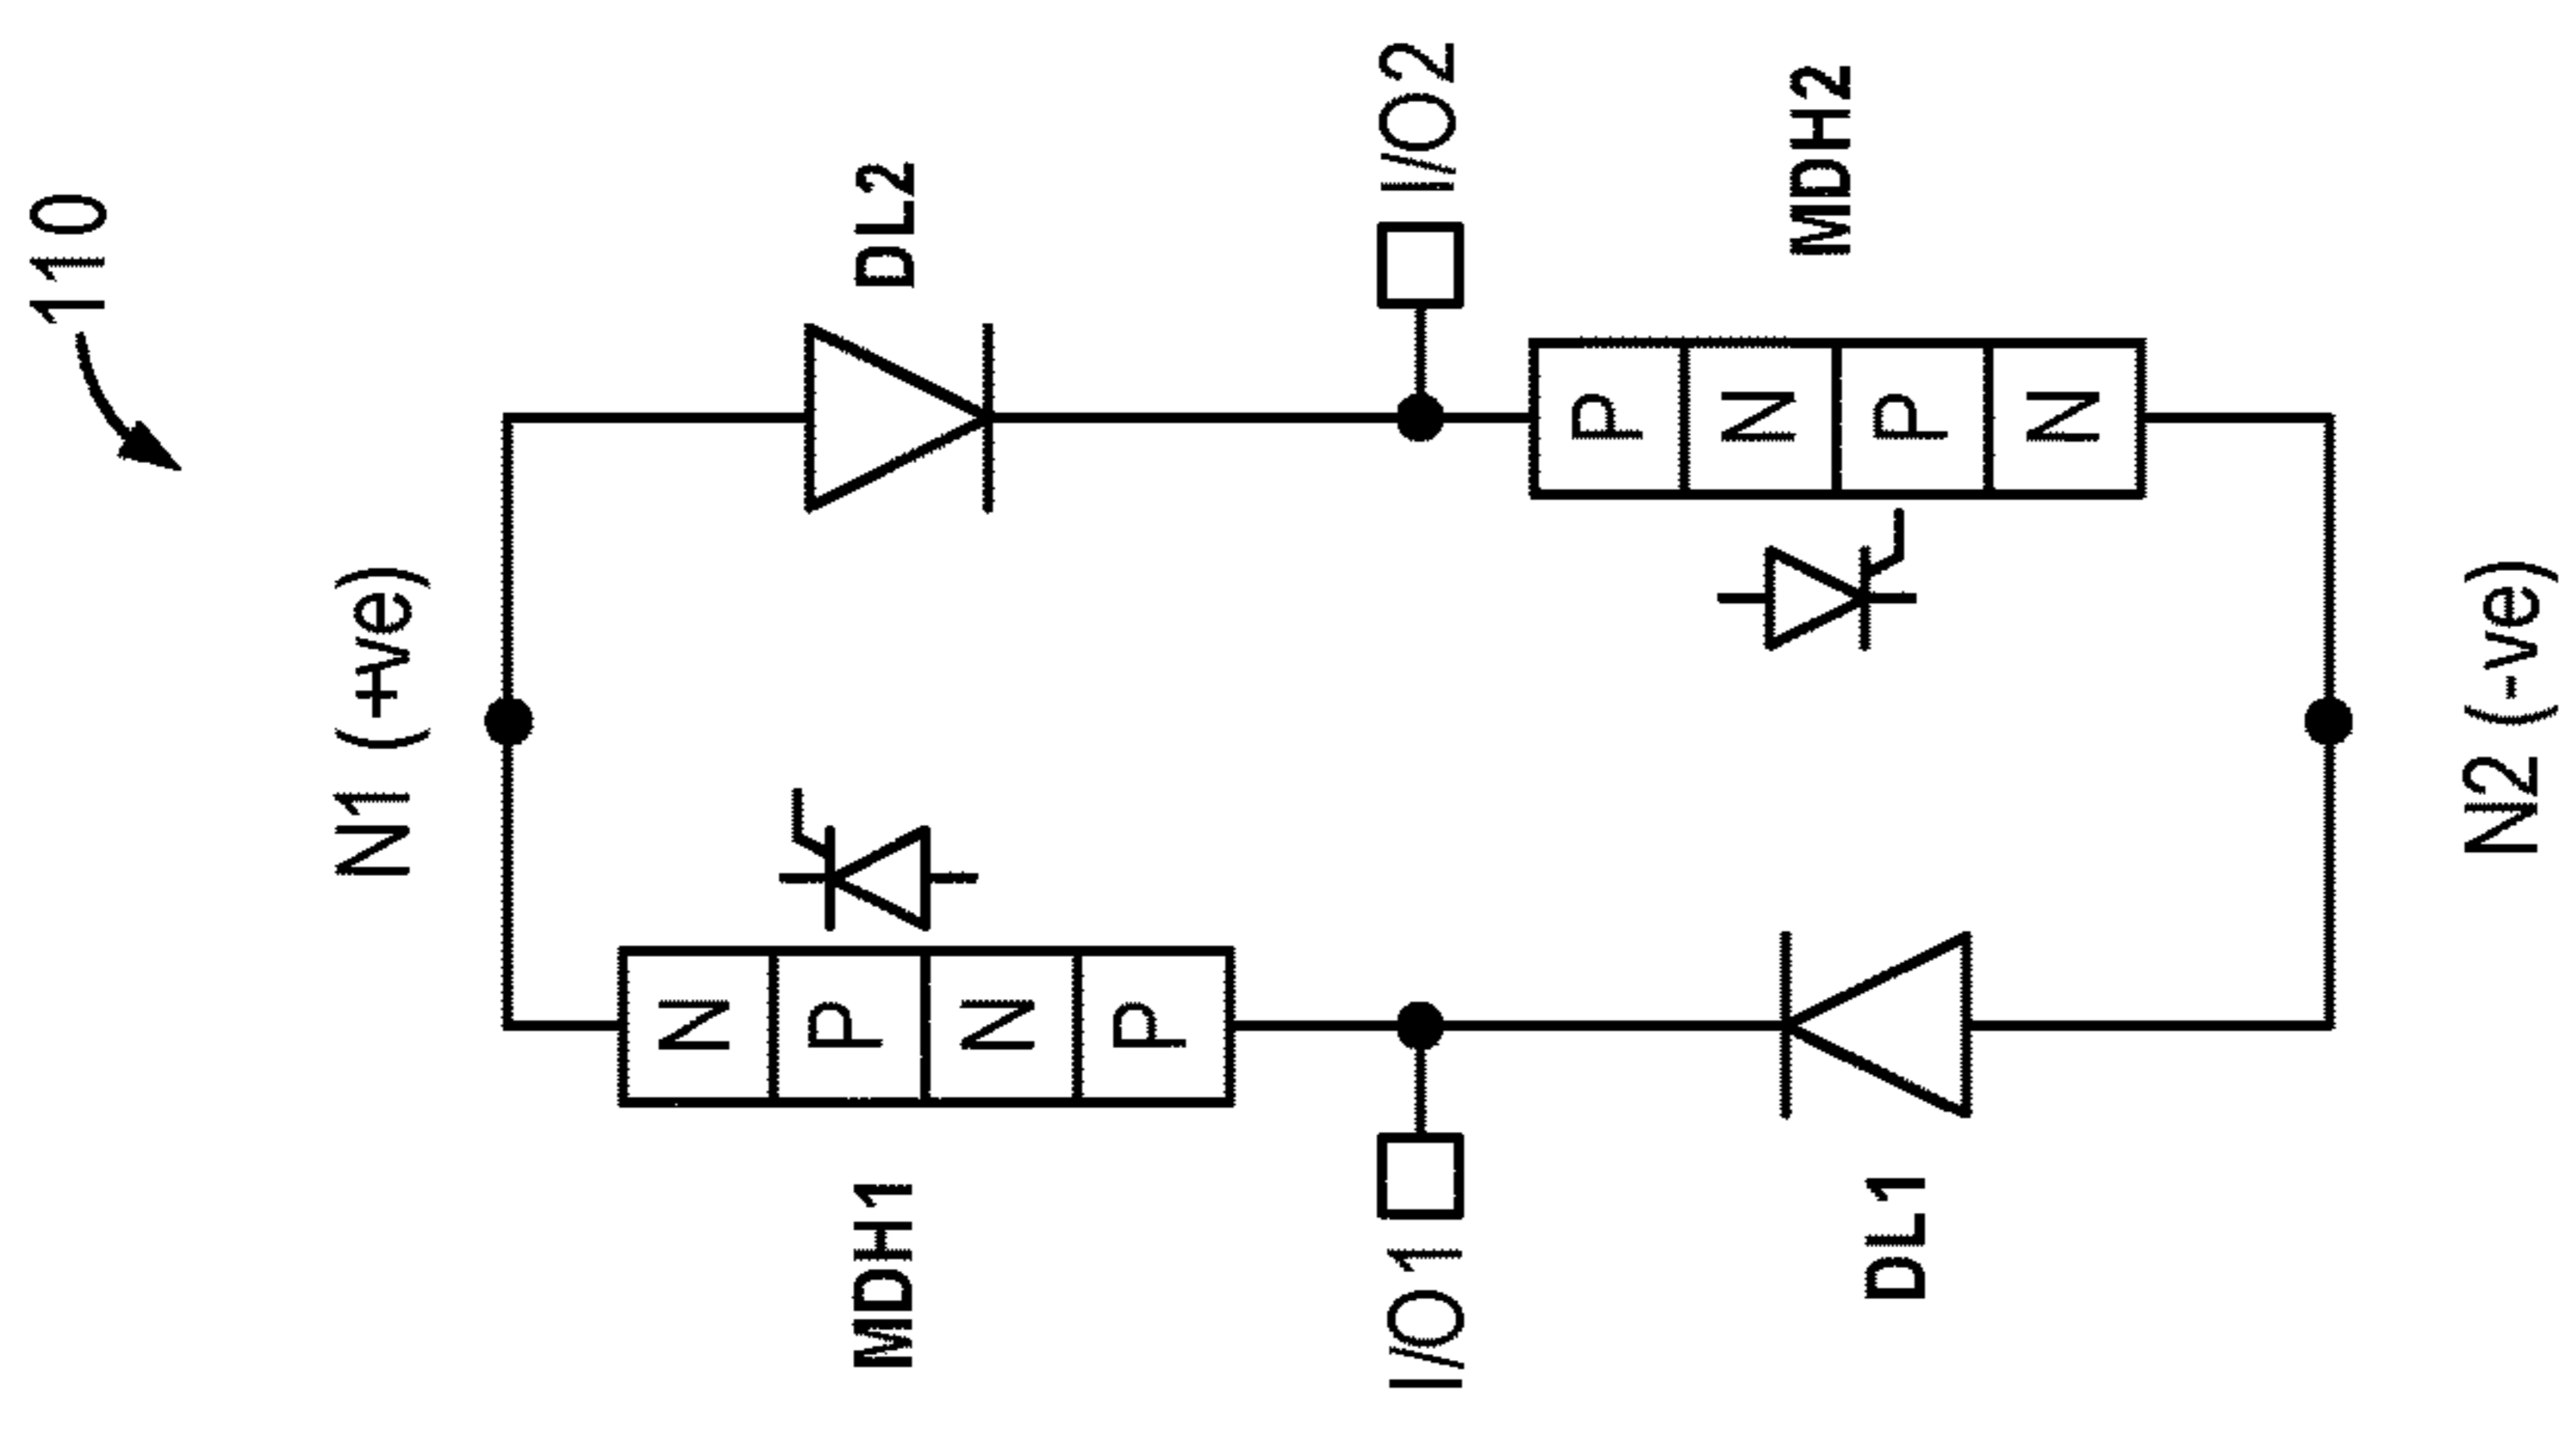 110
N1 (+ve)
MDH1
N
P
N
P
DL2
I/O1
I/O2
DL1
MDH2
P
N
P
N
N2 (-ve)